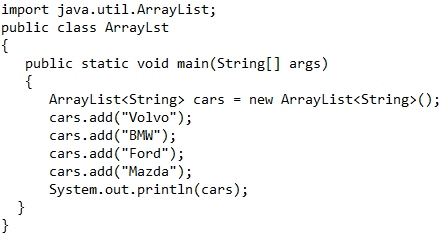 import java.util.ArrayList;
public class ArrayLst
{
public static void main(String[] args)
{
ArrayList<String> cars = new ArrayLst<String>();
cars.add("Volvo");
cars.add("BMW");
cars.add("Ford");
cars.add("Mazda");
System.out.println(cars);
}
}